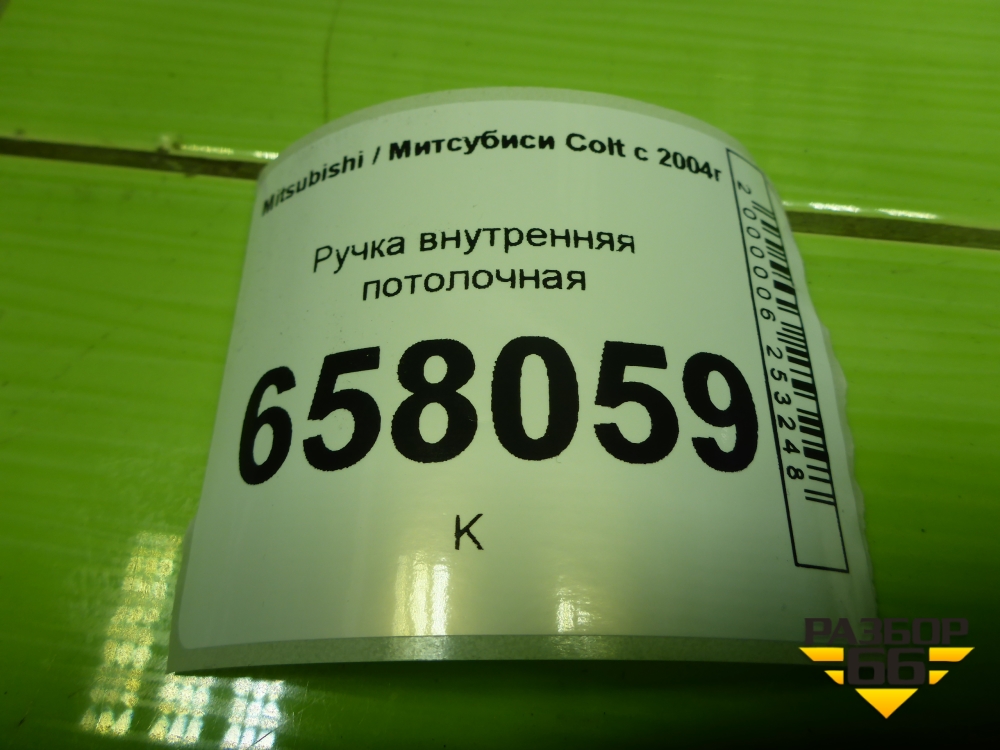 Mitsubishi / Митсубиси Colt с 2004г
Ручка внутренняя
потолочная
658059
К
2000006253248
РАЗБОР
66